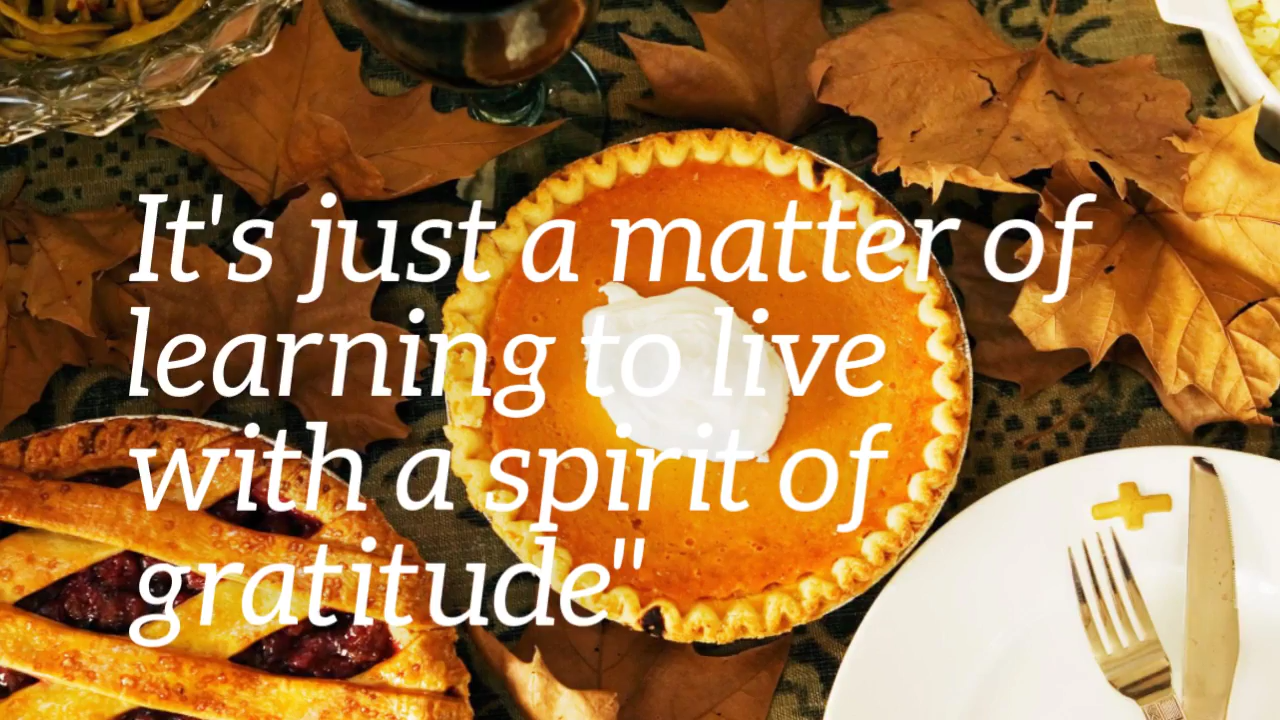 It's just a matter of
learning to live
with a spirit of
gratitude"